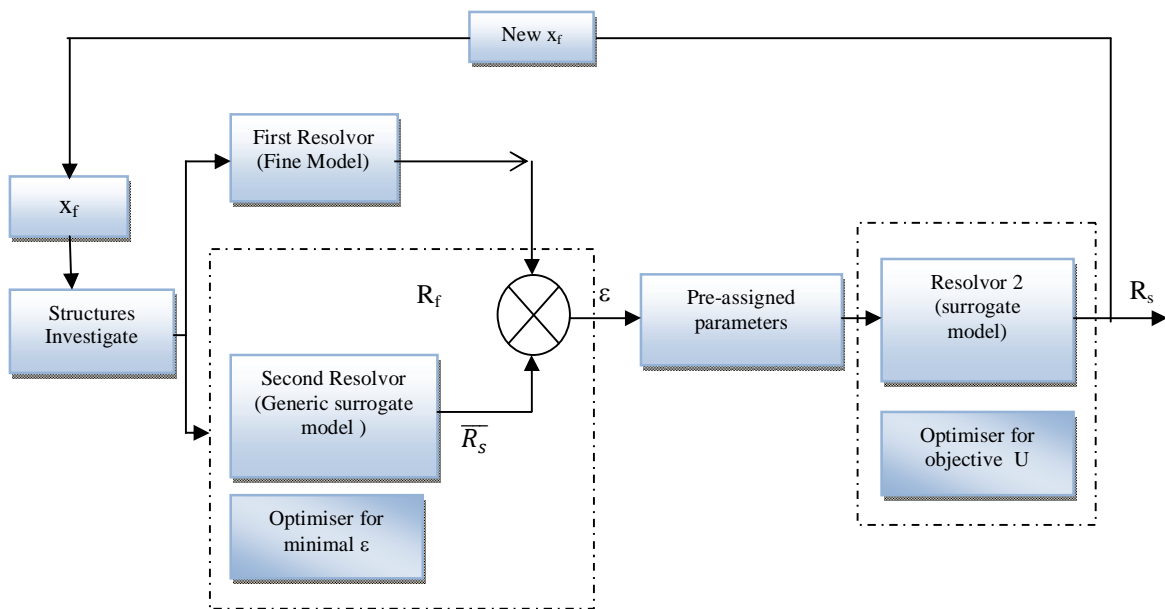 New xf
First Resolvor
(Fine Model)
xf
Structures
Investigate
Rf
ε
Pre-assigned
parameters
Resolvor 2
(surrogate
model)
Rs
Second Resolvor
(Generic surrogate
model )
R̅s̅
Optimiser for
objective U
Optimiser for
minimal ε